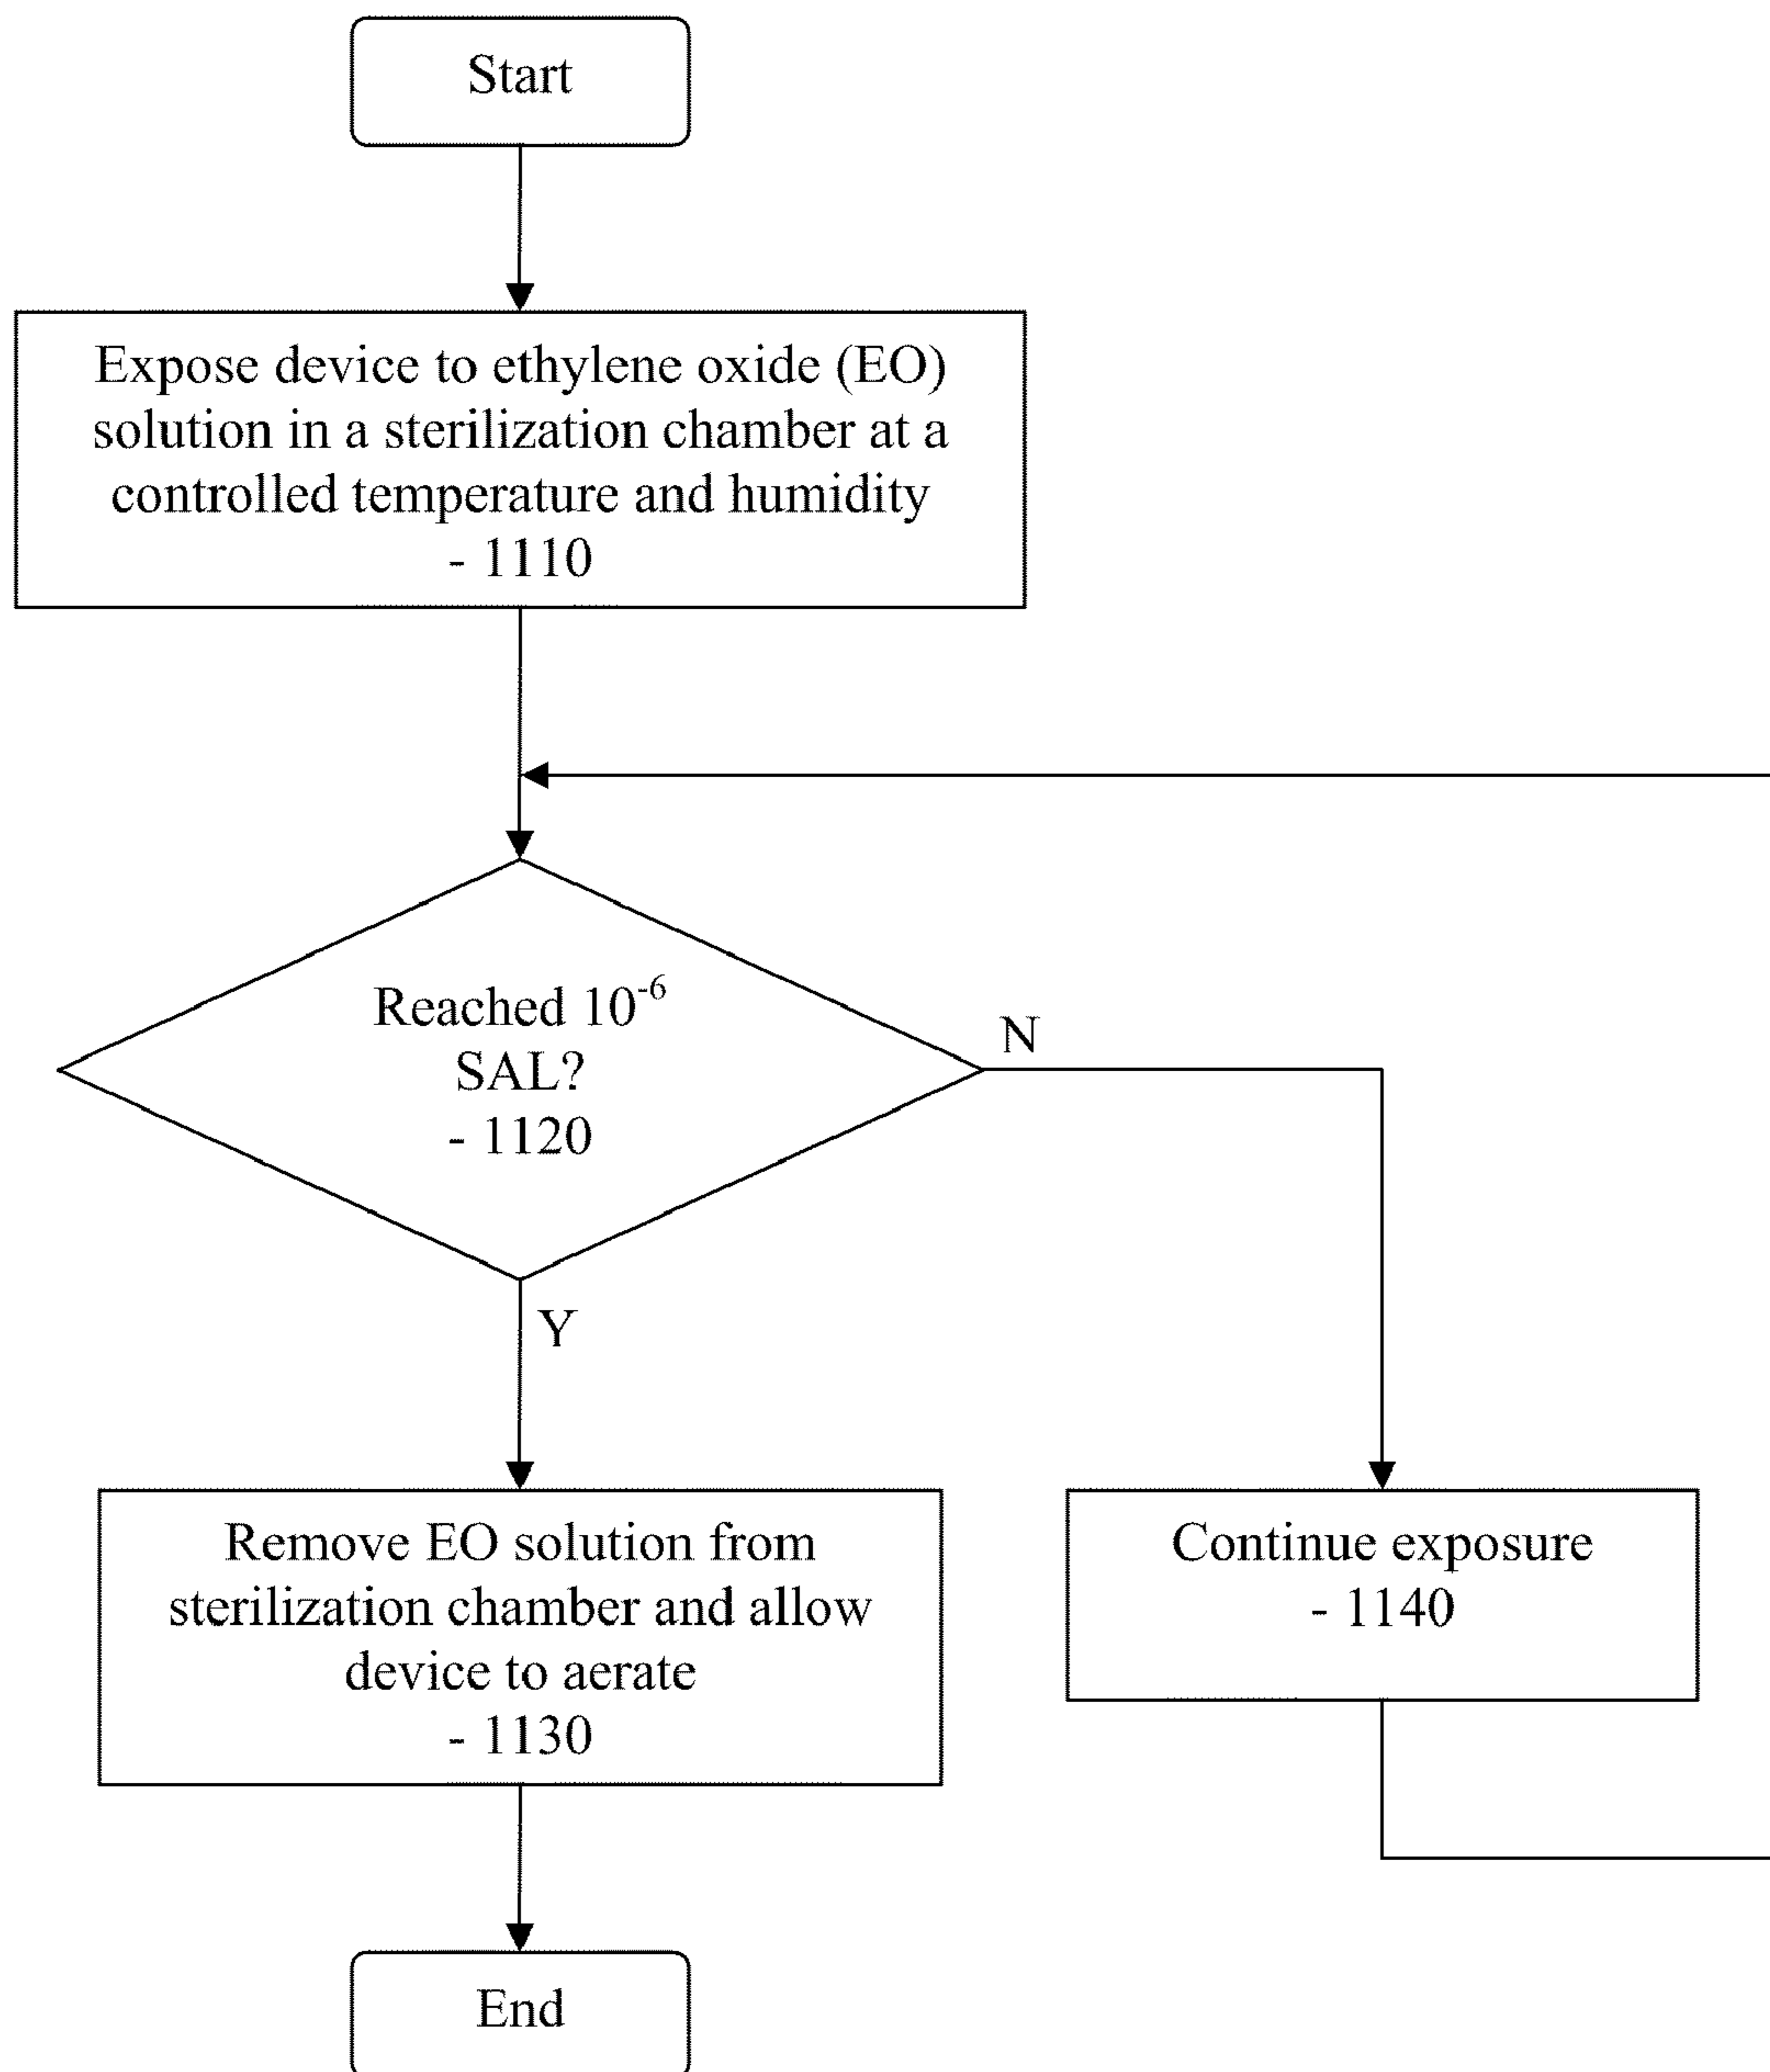 Start
Expose device to ethylene oxide (EO)
solution in a sterilization chamber at a
controlled temperature and humidity
- 1110
Reached 10⁻⁶
SAL?
- 1120
N
Y
Remove EO solution from
sterilization chamber and allow
device to aerate
- 1130
Continue exposure
- 1140
End